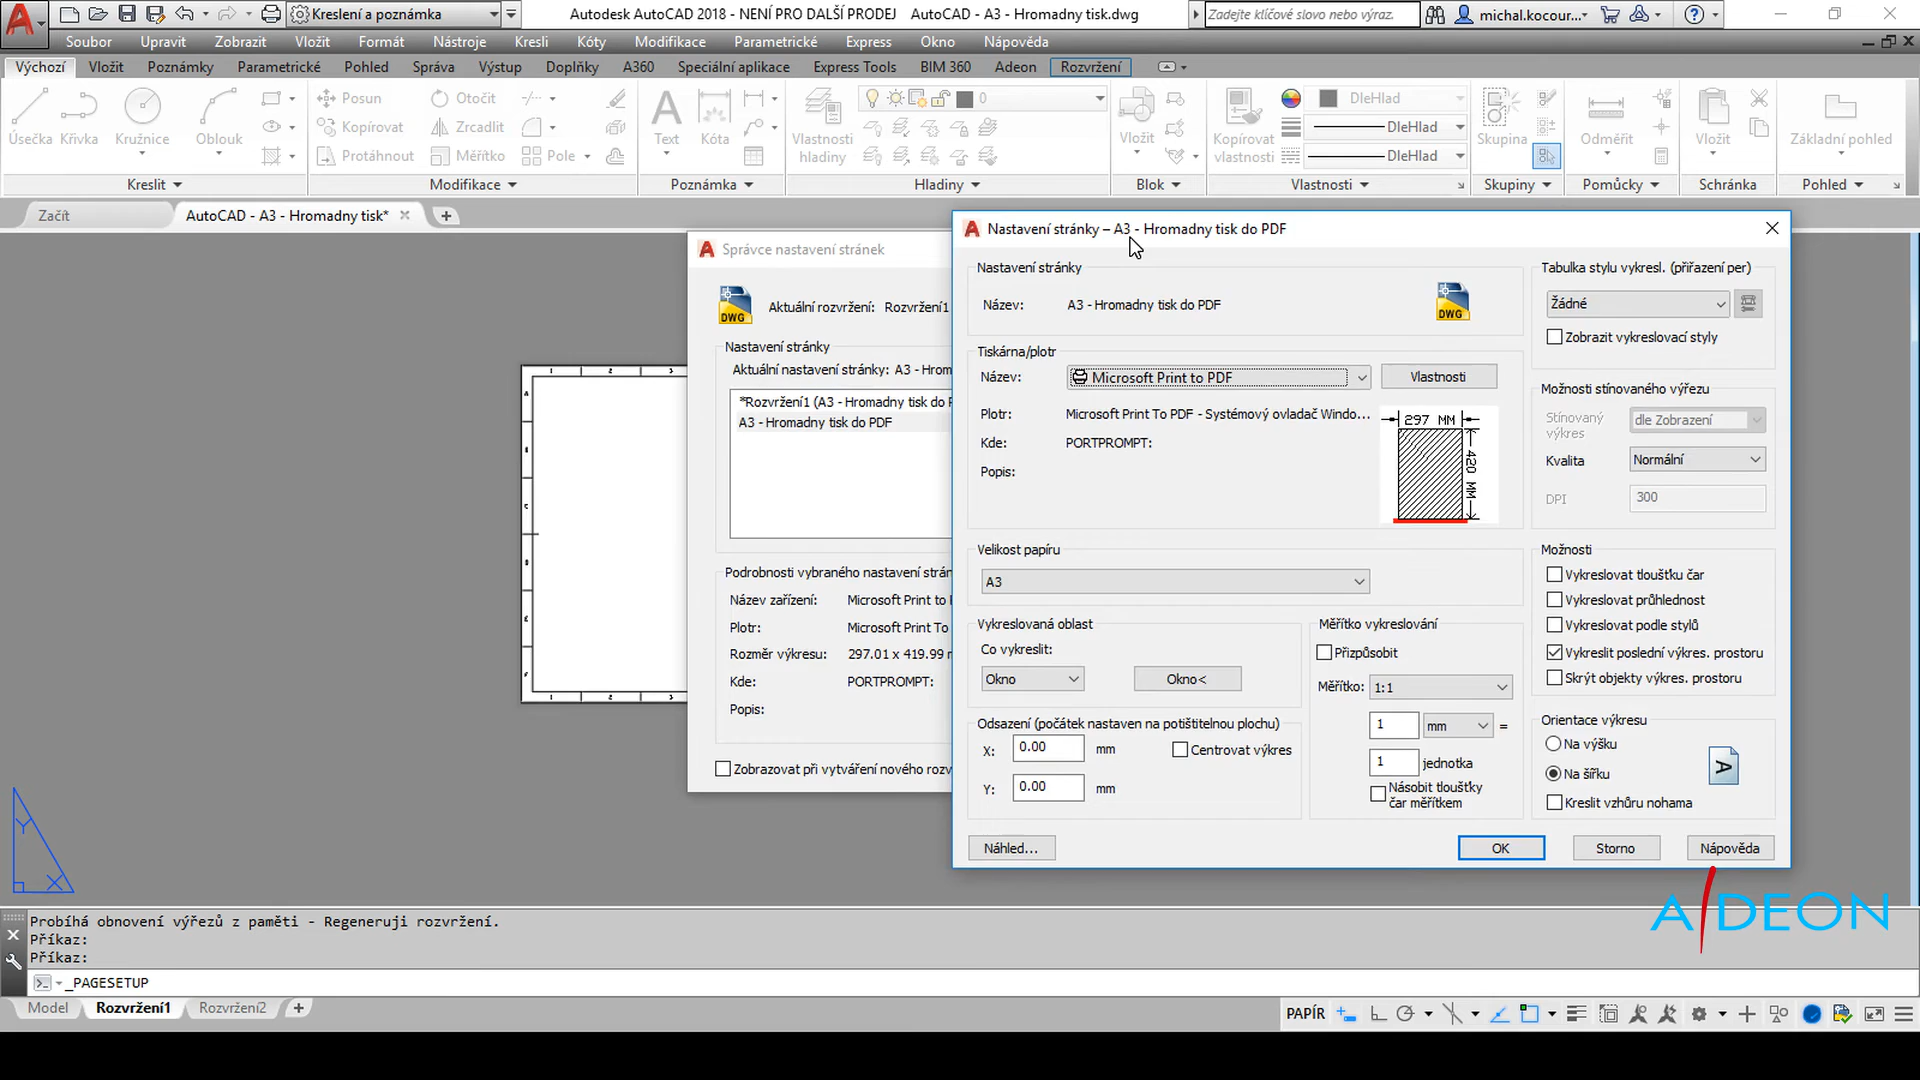 Kreslení a poznámka
Autodesk AutoCAD 2018 - NENÍ PRO DALŠÍ PRODEJ AutoCAD - A3 - Hromadny tisk.dwg
Zadejte klíčové slovo nebo výraz.
michal.kocour...
Soubor Upravit Zobrazit Vložit Formát Nástroje Kresli Kóty Modifikace Parametrické Express Okno Nápověda
Výchozí Vložit Poznámky Parametrické Pohled Správa Výstup Doplňky A360 Speciální aplikace Express Tools BIM 360 Adeon Rozvržení
Úsečka Křivka Kružnice Oblouk
Posun Otočit
Kopírovat Zrcadlit
Protáhnout Měřítko Pole
Text Kóta
Vlastnosti hladiny
0
Vložit
Kopírovat vlastnosti
DleHlad
DleHlad
DleHlad
Skupina
Odměřit
Vložit
Základní pohled
Kreslit Modifikace Poznámka Hladiny Blok Vlastnosti Skupiny Pomůcky Schránka Pohled
Začít AutoCAD - A3 - Hromadny tisk*
Správce nastavení stránek
DWG
Aktuální rozvržení: Rozvržení1
Nastavení stránky
Aktuální nastavení stránky: A3 - Hrom
*Rozvržení1 (A3 - Hromadny tisk do P
A3 - Hromadny tisk do PDF
Podrobnosti vybraného nastavení strán
Název zařízení: Microsoft Print to
Plotr: Microsoft Print To
Rozměr výkresu: 297.01 x 419.99
Kde: PORTPROMPT:
Popis:
Zobrazovat při vytváření nového rozv
Nastavení stránky – A3 - Hromadny tisk do PDF
Nastavení stránky
Název: A3 - Hromadny tisk do PDF
DWG
Tiskárna/plotr
Název: Microsoft Print to PDF Vlastnosti
Plotr: Microsoft Print To PDF - Systémový ovladač Windo...
Kde: PORTPROMPT:
Popis:
297 MM
420 MM
Velikost papíru
A3
Vykreslovaná oblast
Co vykreslit:
Okno Okno<
Odsazení (počátek nastaven na potištitelnou plochu)
X: 0.00 mm Centrovat výkres
Y: 0.00 mm
Měřítko vykreslování
Přizpůsobit
Měřítko: 1:1
1 mm =
1 jednotka
Násobit tloušťky čar měřítkem
Tabulka stylu vykresl. (přiřazení per)
Žádné
Zobrazit vykreslovací styly
Možnosti stínovaného výřezu
Stínovaný výkres dle Zobrazení
Kvalita Normální
DPI 300
Možnosti
Vykreslovat tloušťku čar
Vykreslovat průhlednost
Vykreslovat podle stylů
Vykreslit poslední výkres. prostoru
Skrýt objekty výkres. prostoru
Orientace výkresu
Na výšku
Na šířku
Kreslit vzhůru nohama
A
Náhled... OK Storno Nápověda
ADEON
Y
X
Probíhá obnovení výřezů z paměti - Regeneruji rozvržení.
Příkaz:
Příkaz:
_PAGESETUP
Model Rozvržení1 Rozvržení2
PAPÍR